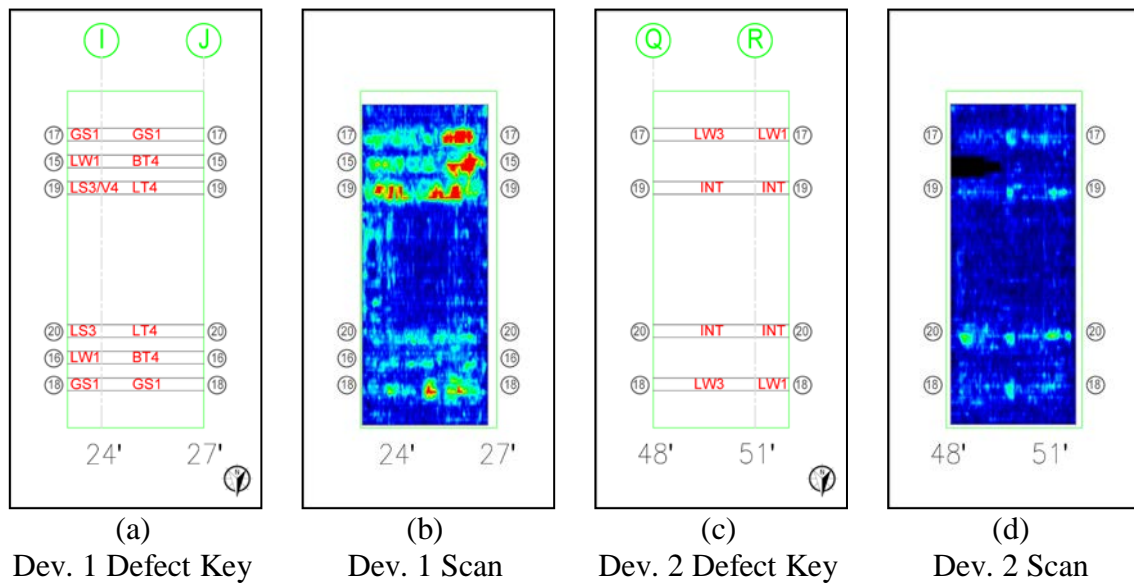 I J
17 GS1 GS1 17
15 LW1 BT4 15
19 LS3/V4 LT4 19
20 LS3 LT4 20
16 LW1 BT4 16
18 GS1 GS1 18
24' 27'
N
(a)
Dev. 1 Defect Key
17 17
15 15
19 19
20 20
16 16
18 18
24' 27'
(b)
Dev. 1 Scan
Q R
17 LW3 LW1 17
19 INT INT 19
20 INT INT 20
18 LW3 LW1 18
48' 51'
N
(c)
Dev. 2 Defect Key
17 17
19 19
20 20
18 18
48' 51'
(d)
Dev. 2 Scan